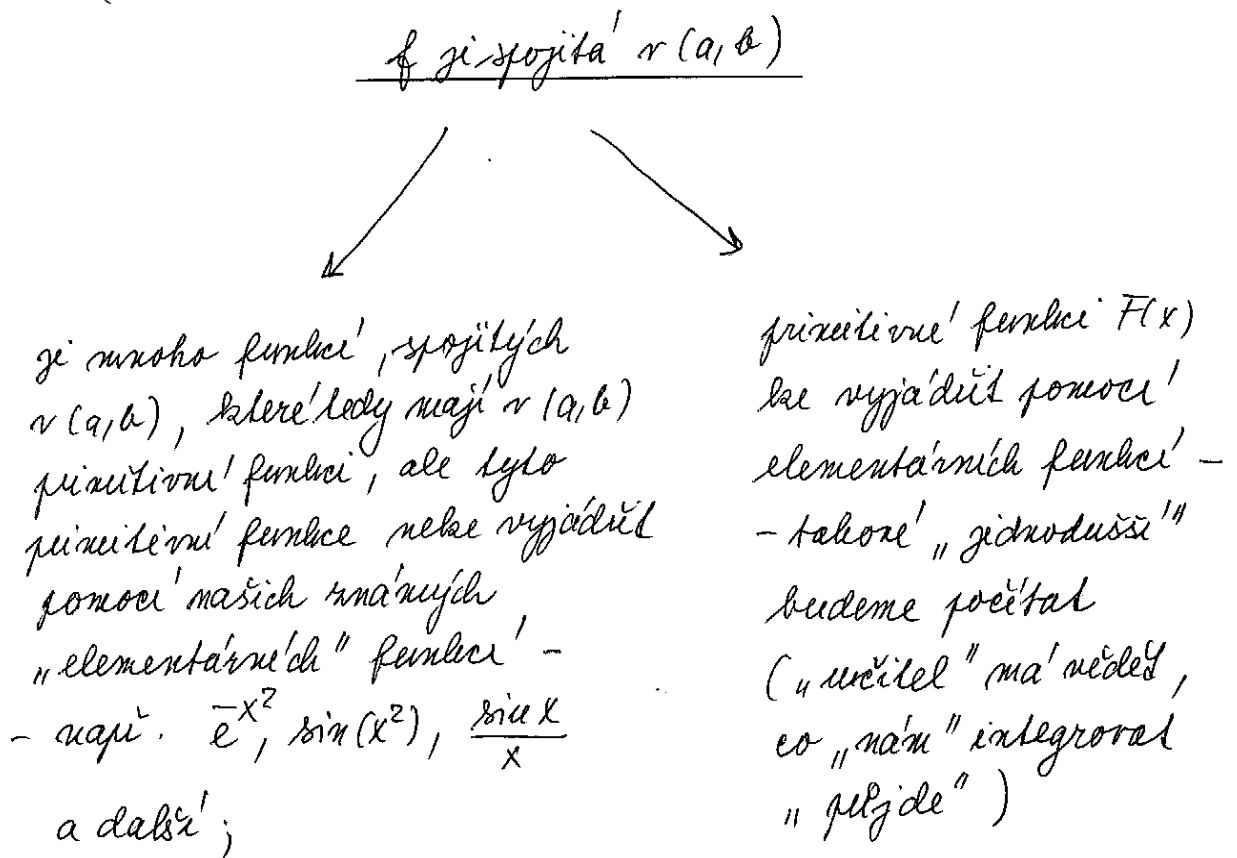 f je spojitá v (a, b)
je mnoho funkcí, spojitých
v (a, b), které tedy mají v (a, b)
primitivní funkci, ale tyto
primitivní funkce nelze vyjádřit
pomocí našich známých
„elementárních" funkcí -
- např. e^{-x^2}, sin(x^2), \frac{sin x}{x}
a další;
primitivní funkci F(x)
lze vyjádřit pomocí
elementárních funkcí -
- takové „jednodušší"
budeme počítat
(„učitel" má vědět,
co „nám" integrovat
„půjde")